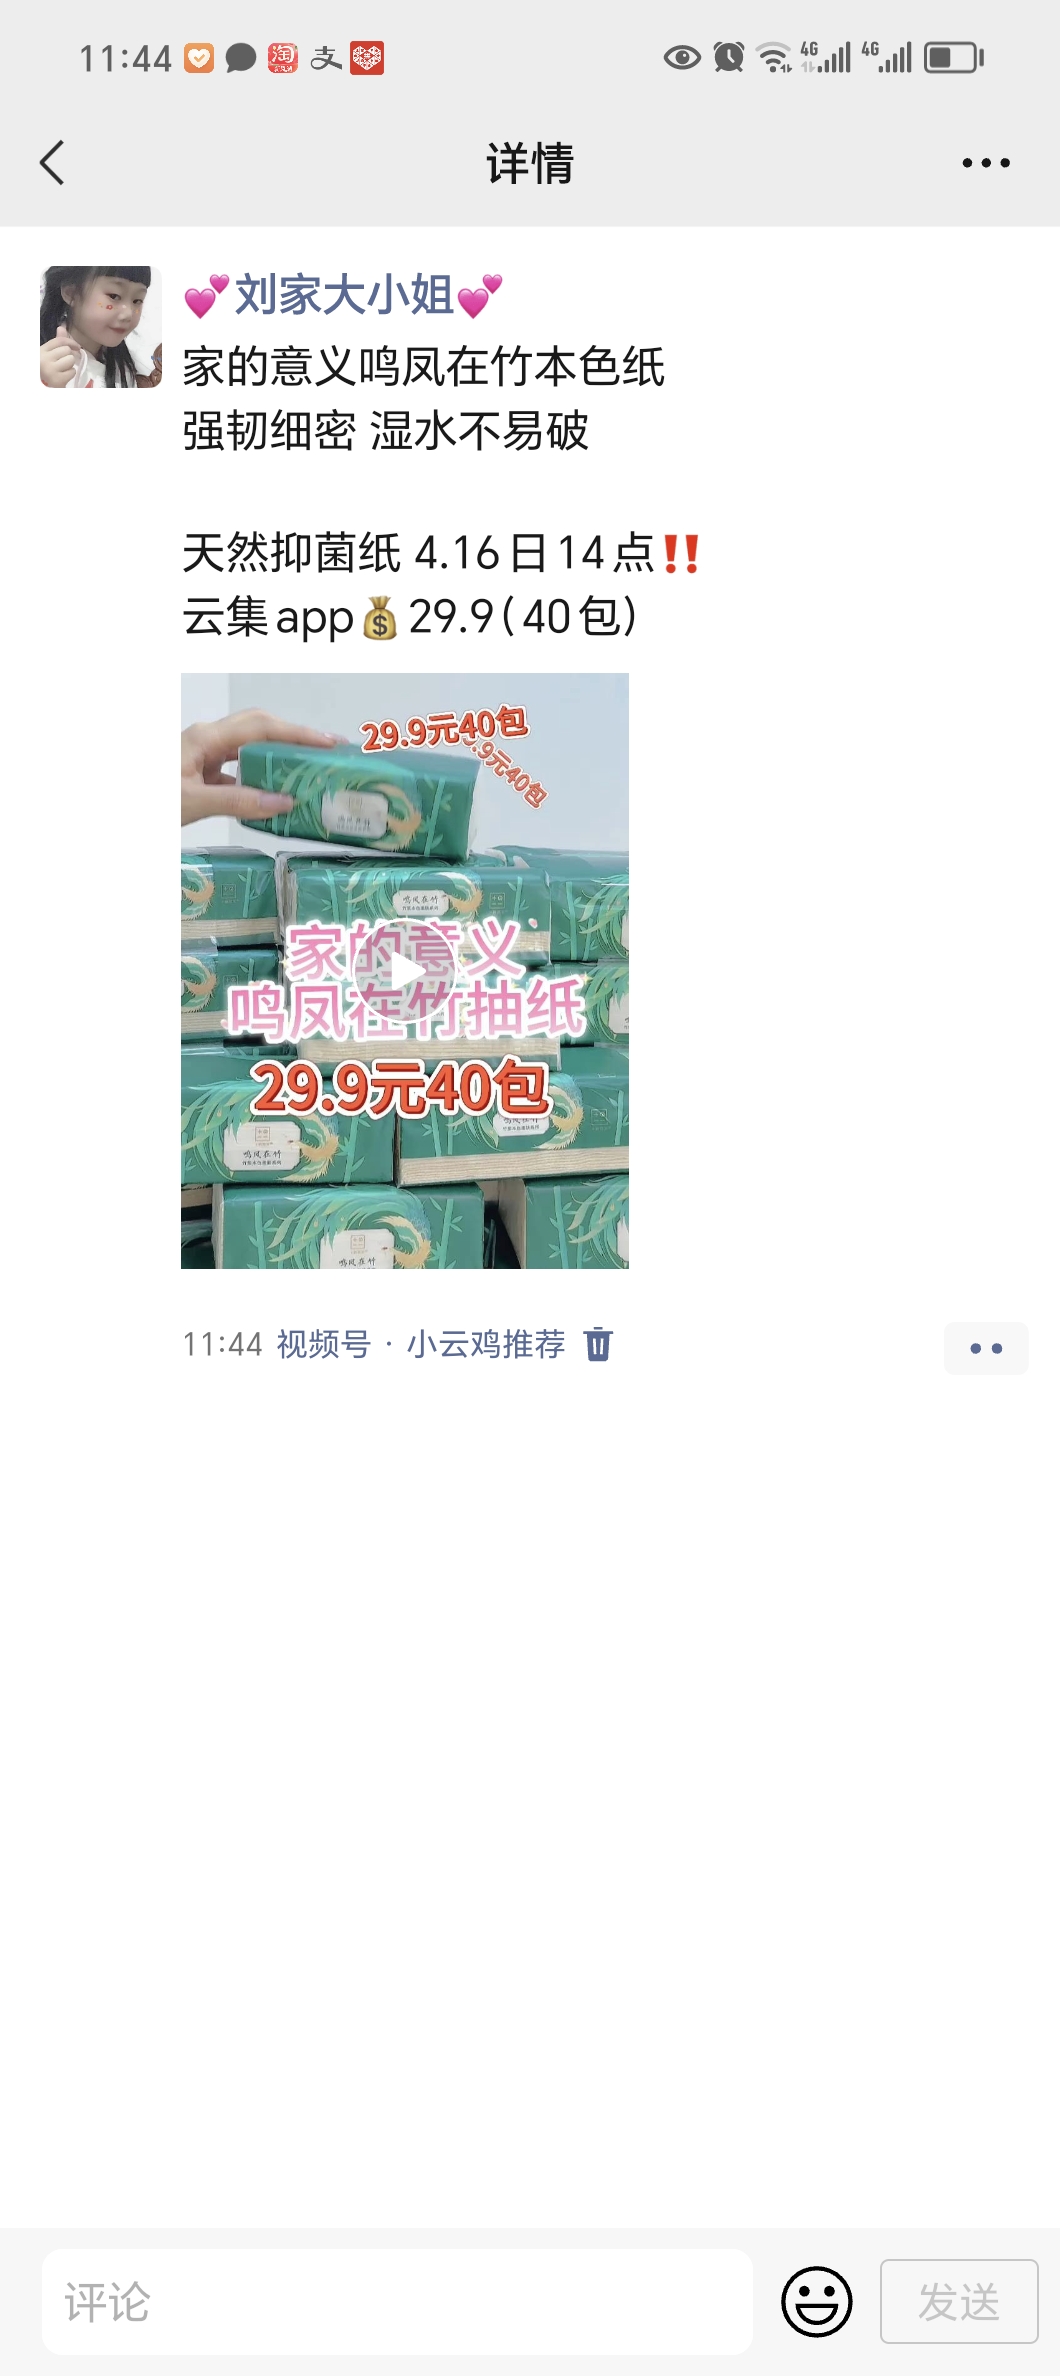 11:44
淘
支
4G
4G
详情
💕刘家大小姐💕
家的意义鸣凤在竹本色纸
强韧细密 湿水不易破
天然抑菌纸 4.16日14点‼️
云集app💰29.9(40包)
29.9元40包
.9元40包
鸣凤在竹
家的意义
鸣凤在竹抽纸
29.9元40包
鸣凤在竹
鸣凤在竹
11:44 视频号 · 小云鸡推荐
评论
发送